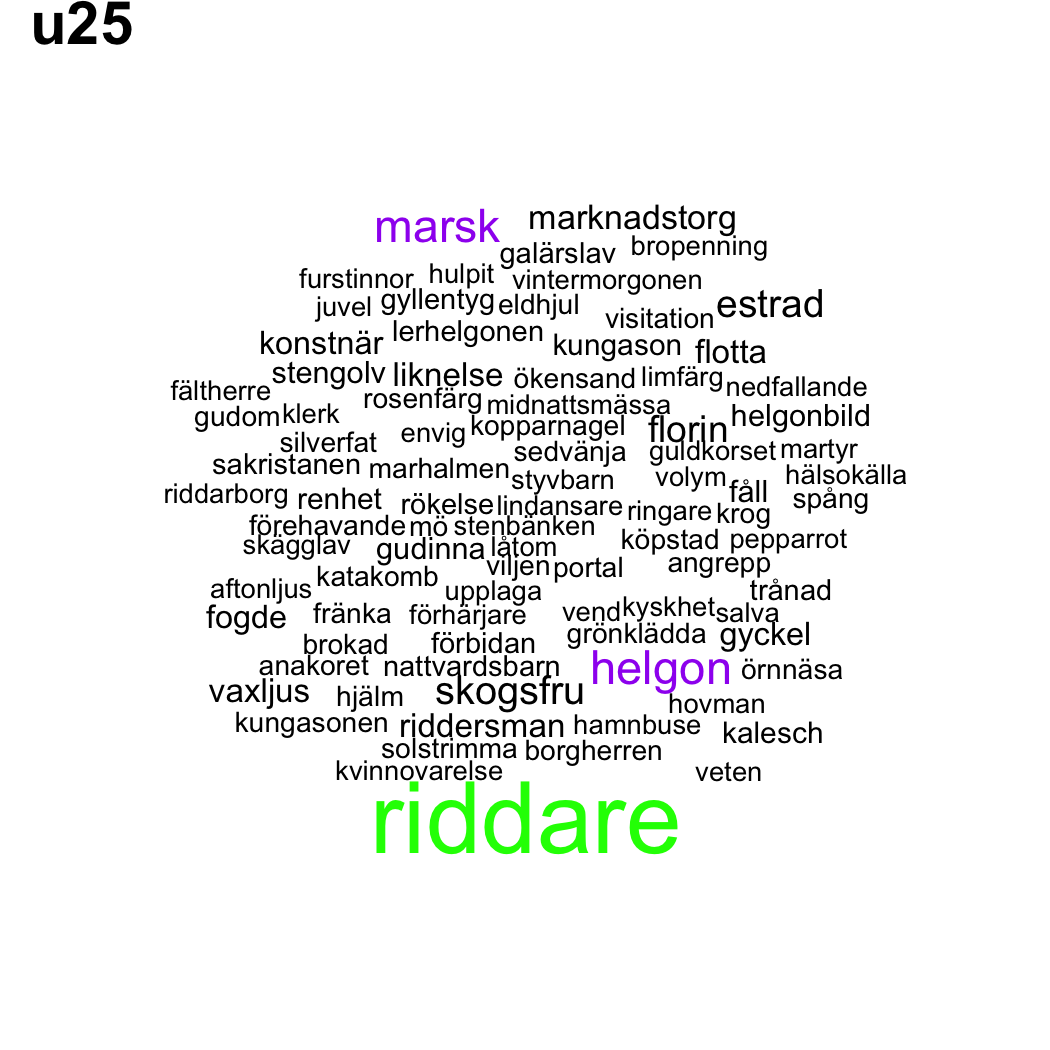 u25
marsk marknadstorg
galärslav bropenning
furstinnor hulpit vintermorgonen
juvel gyllentyg eldhjul estrad
lerhelgonen visitation
konstnär kungason flotta
stengolv liknelse ökensand limfärg nedfallande
fältherre rosenfärg midnattsmässa
gudom klerk kopparnagel florin helgonbild
silverfat envig sedvänja guldkorset martyr
sakristanen marhalmen styvbarn volym hälsokälla
riddarborg renhet rökelse lindansare ringare krog fåll spång
förehavande mö stenbänken köpstad pepparrot
skägglav gudinna låtom
viljen portal angrepp
aftonljus katakomb upplaga trånad
fogde fränka förhärjare vend kyskhet salva
brokad förbidan grönklädda gyckel
anakoret nattvardsbarn helgon örnnäsa
vaxljus hjälm skogsfru hovman
kungasonen riddersman hamnbuse kalesch
solstrimma borgherren
kvinnovarelse veten
riddare